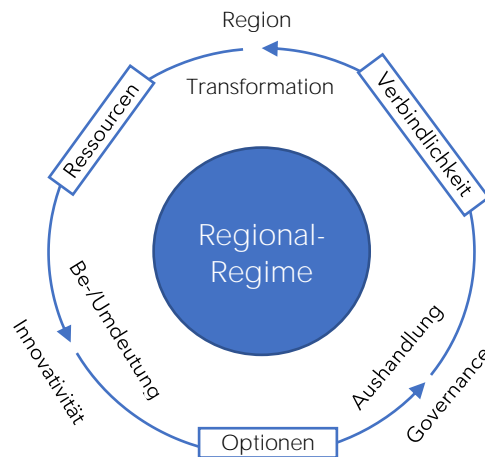 Region
Transformation
Ressourcen
Verbindlichkeit
Regional-
Regime
Be-/Umdeutung
Innovativität
Aushandlung
Governance
Optionen